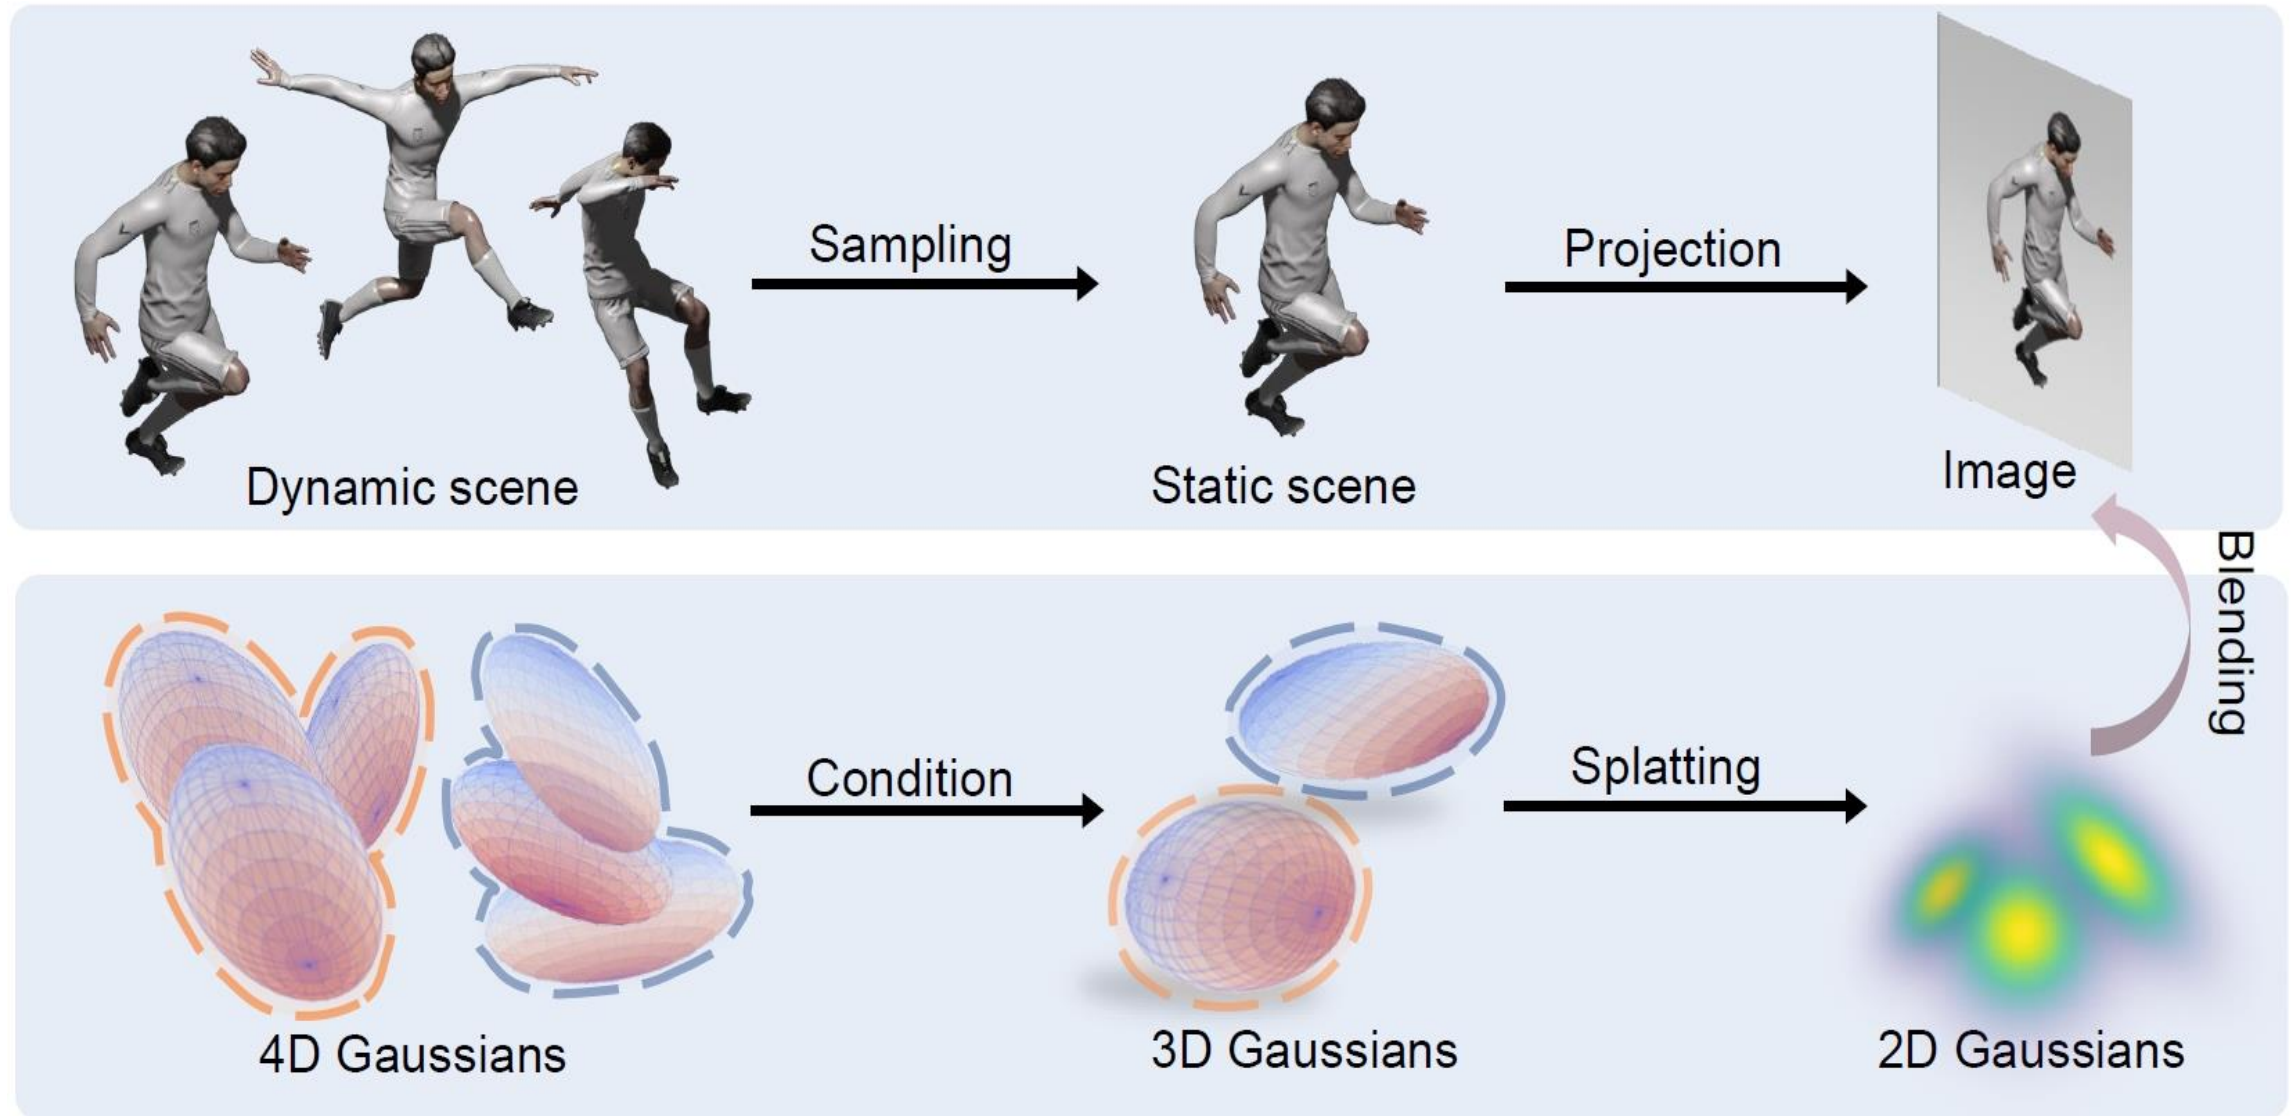 Sampling
Projection
Dynamic scene
Static scene
Image
Blending
Condition
Splatting
4D Gaussians
3D Gaussians
2D Gaussians